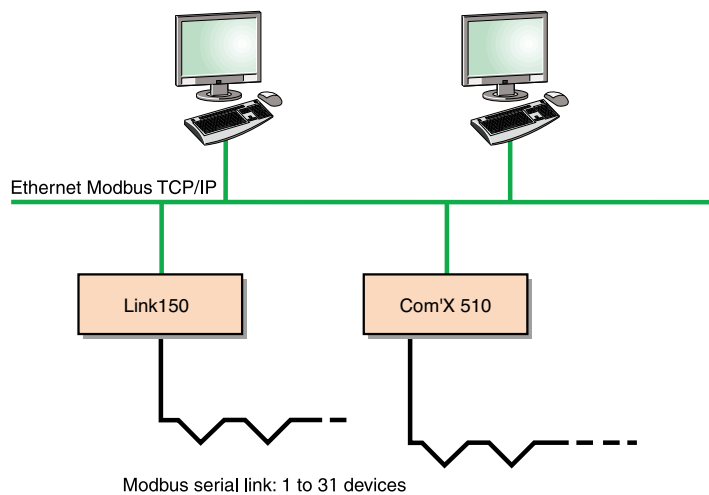 Ethernet Modbus TCP/IP
Link150
Com'X 510
Modbus serial link: 1 to 31 devices